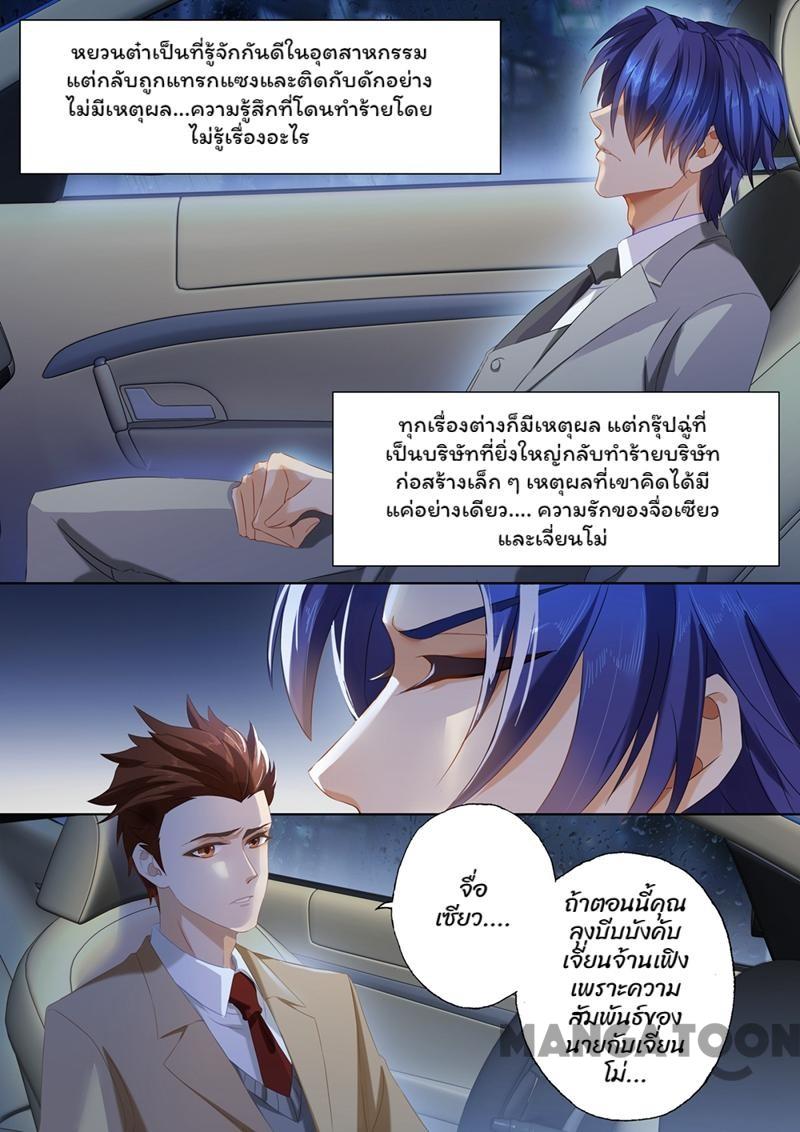 หยวนต๋าเป็นที่รู้จักกันดีในอุตสาหกรรม
แต่กลับถูกแทรกแซงและติดกับดักอย่าง
ไม่มีเหตุผล...ความรู้สึกที่โดนทำร้ายโดย
ไม่รู้เรื่องอะไร
ทุกเรื่องต่างก็มีเหตุผล แต่กรุ๊ปฉู่ที่
เป็นบริษัทที่ยิ่งใหญ่กลับทำร้ายบริษัท
ก่อสร้างเล็ก ๆ เหตุผลที่เขาคิดได้มี
แค่อย่างเดียว.... ความรักของจื่อเซียว
และเจี่ยนโม่
จื่อ
เซียว....
ถ้าตอนนี้คุณ
ลุงบีบบังคับ
เจี่ยนจ้านเฟิง
เพราะความ
สัมพันธ์ของ
นายกับเจี่ยน
โม่...
MANGATOON